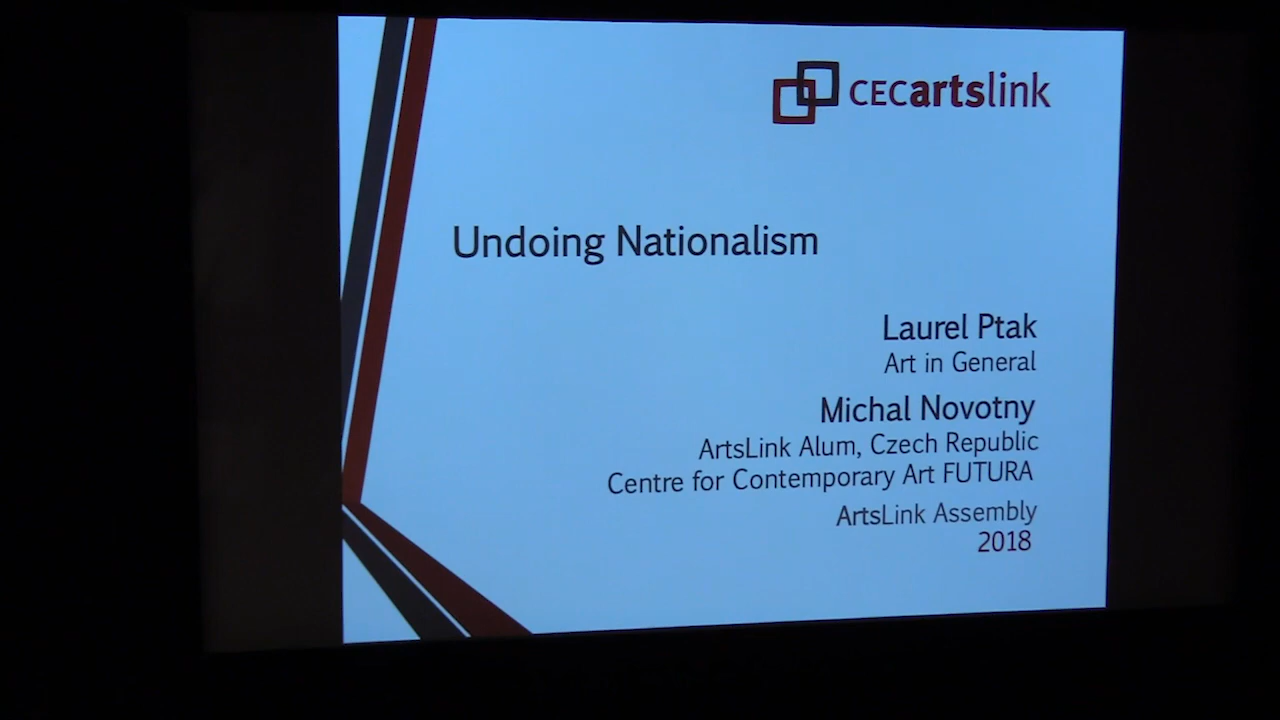 CECartslink
Undoing Nationalism
Laurel Ptak
Art in General
Michal Novotny
ArtsLink Alum, Czech Republic
Centre for Contemporary Art FUTURA
ArtsLink Assembly
2018